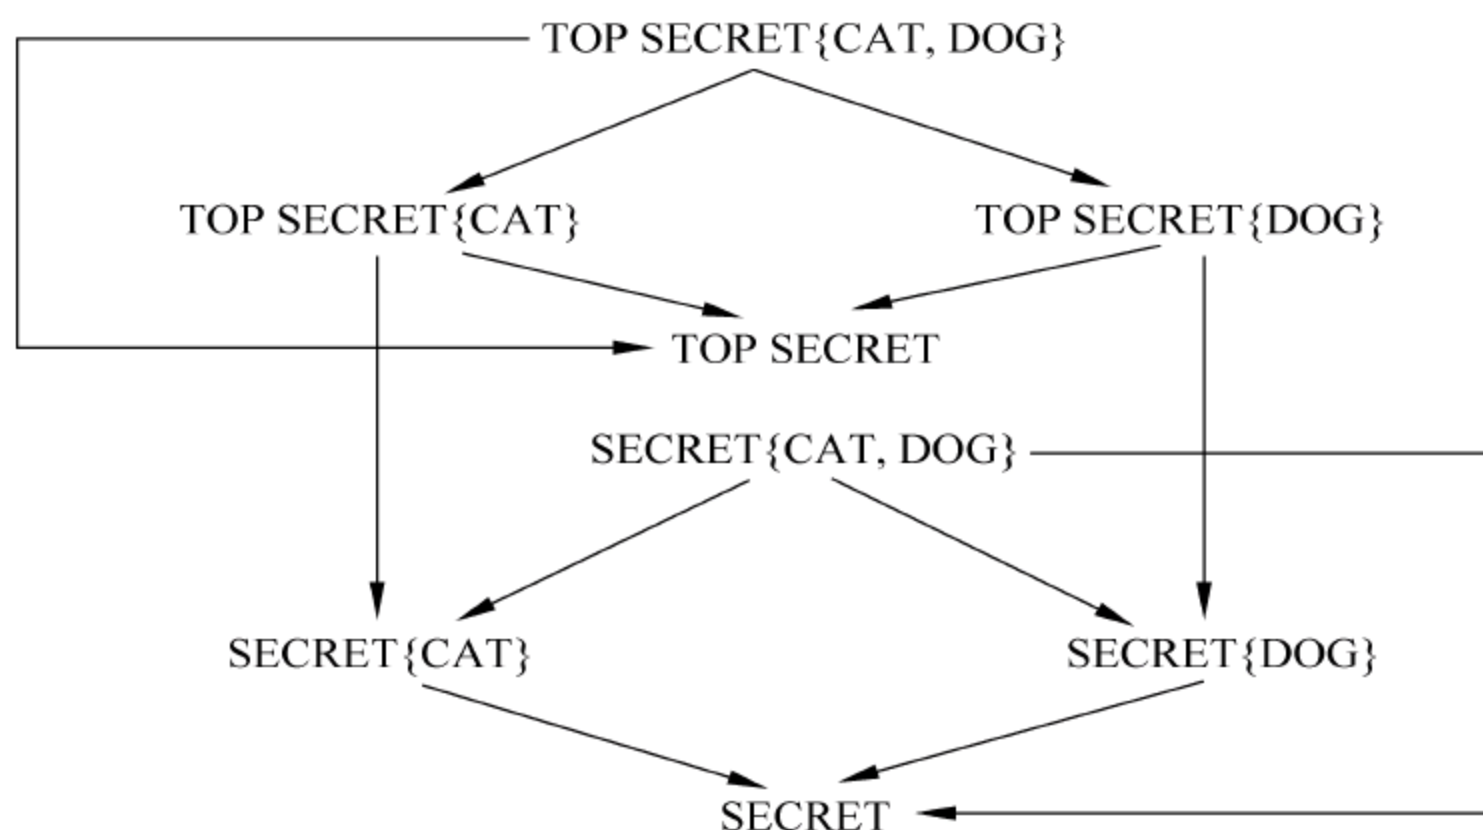 TOP SECRET{CAT, DOG}
TOP SECRET{CAT}
TOP SECRET{DOG}
TOP SECRET
SECRET{CAT, DOG}
SECRET{CAT}
SECRET{DOG}
SECRET